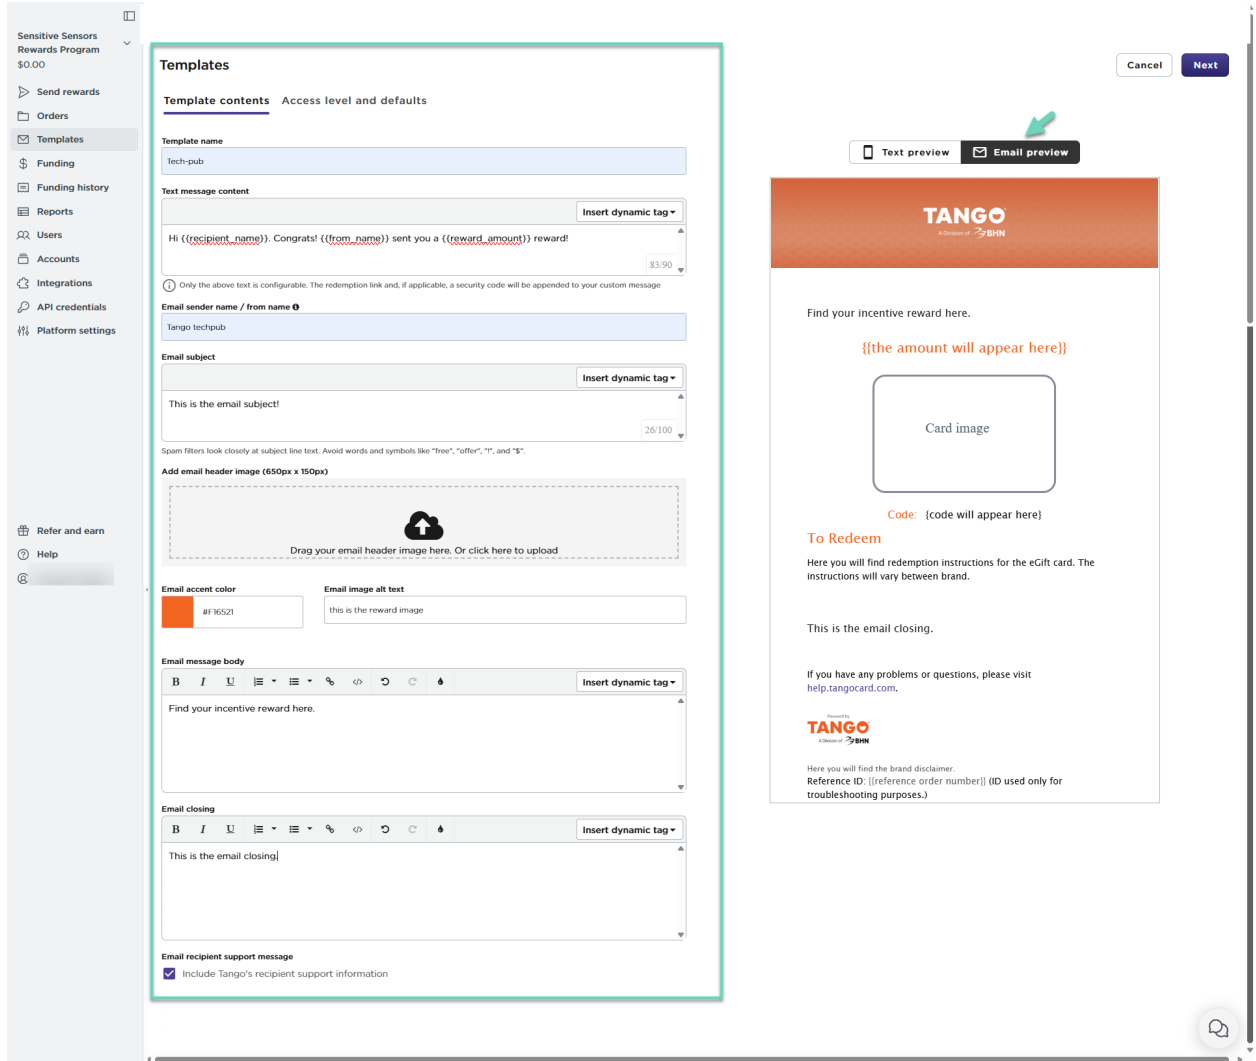 Sensitive Sensors
Rewards Program
$0.00
Send rewards
Orders
Templates
Funding
Funding history
Reports
Users
Accounts
Integrations
API credentials
Platform settings
Refer and earn
Help
Templates
Cancel
Next
Template contents
Access level and defaults
Template name
Tech-pub
Text message content
Insert dynamic tag
Hi {{recipient_name}}. Congrats! {{from_name}} sent you a {{reward_amount}} reward!
83/90
Only the above text is configurable. The redemption link and, if applicable, a security code will be appended to your custom message
Email sender name / from name
Tango techpub
Email subject
Insert dynamic tag
This is the email subject!
26/100
Spam filters look closely at subject line text. Avoid words and symbols like "free", "offer", "!", and "$".
Add email header image (650px x 150px)
Drag your email header image here. Or click here to upload
Email accent color
Email image alt text
#F16521
this is the reward image
Email message body
B I U
Insert dynamic tag
Find your incentive reward here.
Email closing
B I U
Insert dynamic tag
This is the email closing.
Email recipient support message
Include Tango's recipient support information
Text preview
Email preview
TANGO
A Division of BHN
Find your incentive reward here.
{{the amount will appear here}}
Card image
Code: {code will appear here}
To Redeem
Here you will find redemption instructions for the eGift card. The
instructions will vary between brand.
This is the email closing.
If you have any problems or questions, please visit
help.tangocard.com.
Powered by
TANGO
A Division of BHN
Here you will find the brand disclaimer.
Reference ID: {{reference order number}} (ID used only for
troubleshooting purposes.)